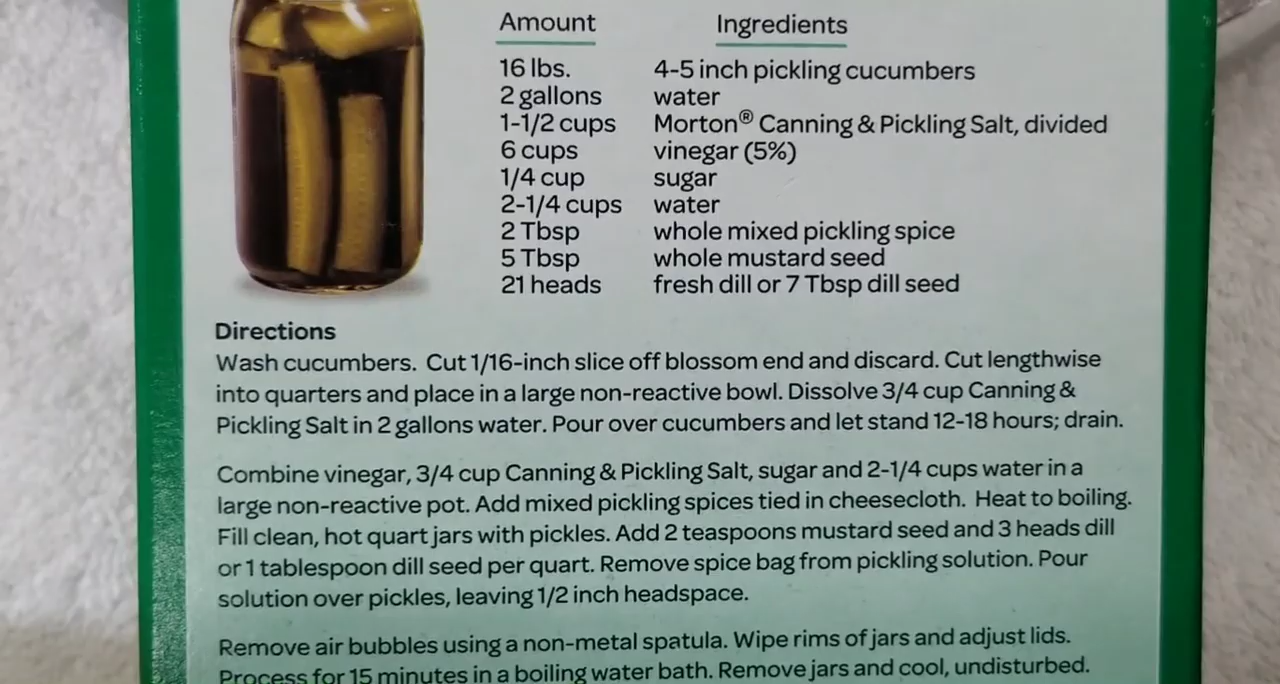 Amount Ingredients
16 lbs. 4-5 inch pickling cucumbers
2 gallons water
1-1/2 cups Morton® Canning & Pickling Salt, divided
6 cups vinegar (5%)
1/4 cup sugar
2-1/4 cups water
2 Tbsp whole mixed pickling spice
5 Tbsp whole mustard seed
21 heads fresh dill or 7 Tbsp dill seed
Directions
Wash cucumbers. Cut 1/16-inch slice off blossom end and discard. Cut lengthwise
into quarters and place in a large non-reactive bowl. Dissolve 3/4 cup Canning &
Pickling Salt in 2 gallons water. Pour over cucumbers and let stand 12-18 hours; drain.
Combine vinegar, 3/4 cup Canning & Pickling Salt, sugar and 2-1/4 cups water in a
large non-reactive pot. Add mixed pickling spices tied in cheesecloth. Heat to boiling.
Fill clean, hot quart jars with pickles. Add 2 teaspoons mustard seed and 3 heads dill
or 1 tablespoon dill seed per quart. Remove spice bag from pickling solution. Pour
solution over pickles, leaving 1/2 inch headspace.
Remove air bubbles using a non-metal spatula. Wipe rims of jars and adjust lids.
Process for 15 minutes in a boiling water bath. Remove jars and cool, undisturbed.